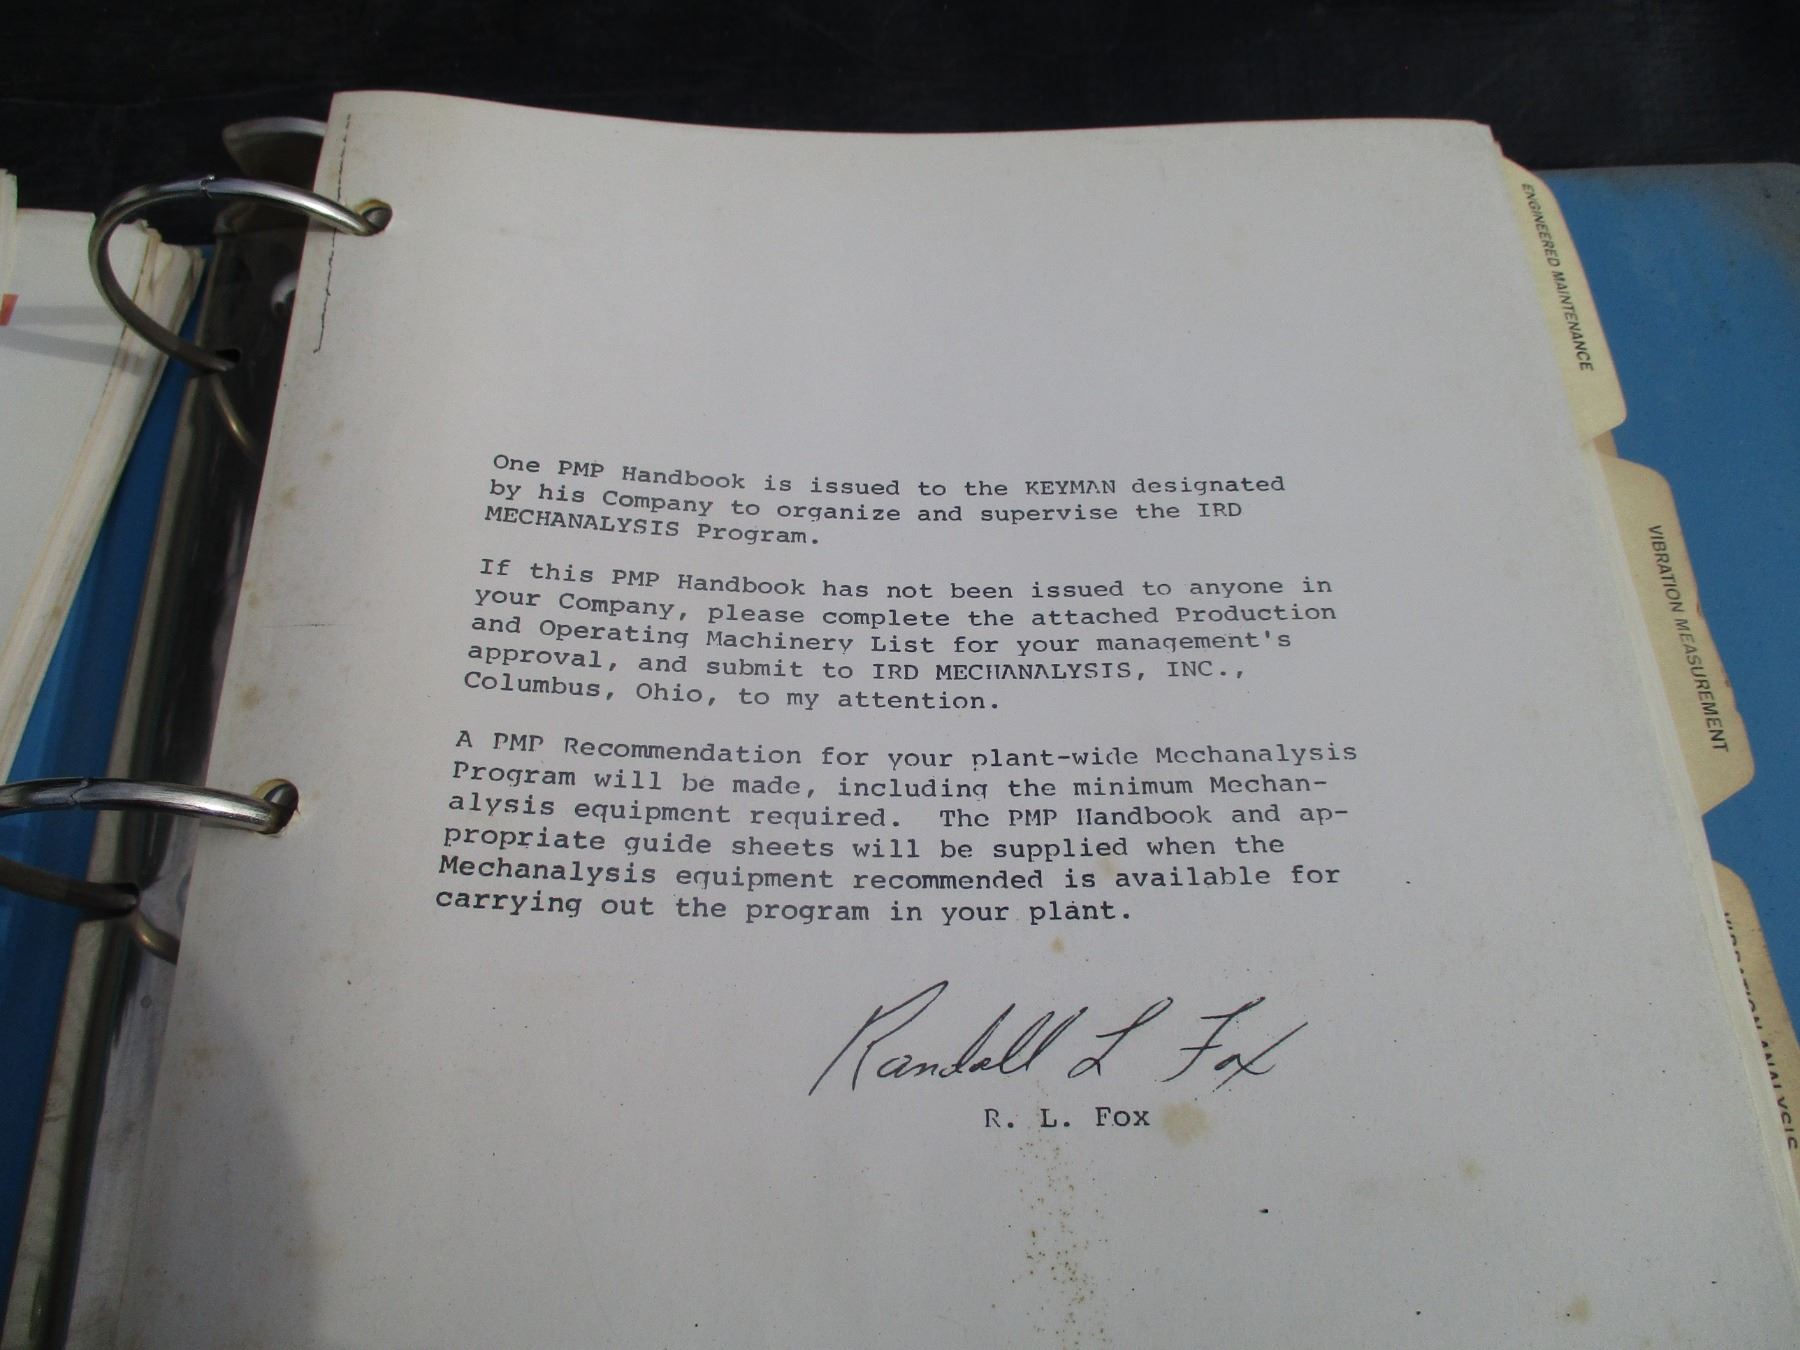 One PMP Handbook is issued to the KEYMAN designated
by his Company to organize and supervise the IRD
MECHANALYSIS Program.
If this PMP Handbook has not been issued to anyone in
your Company, please complete the attached Production
and Operating Machinery List for your management's
approval, and submit to IRD MECHANALYSIS, INC.,
Columbus, Ohio, to my attention.
A PMP Recommendation for your plant-wide Mechanalysis
Program will be made, including the minimum Mechan-
alysis equipment required. The PMP Handbook and ap-
propriate guide sheets will be supplied when the
Mechanalysis equipment recommended is available for
carrying out the program in your plant.
Randall L Fox
R. L. Fox
ENGINEERED MAINTENANCE
VIBRATION MEASUREMENT
VIBRATION ANALYSIS